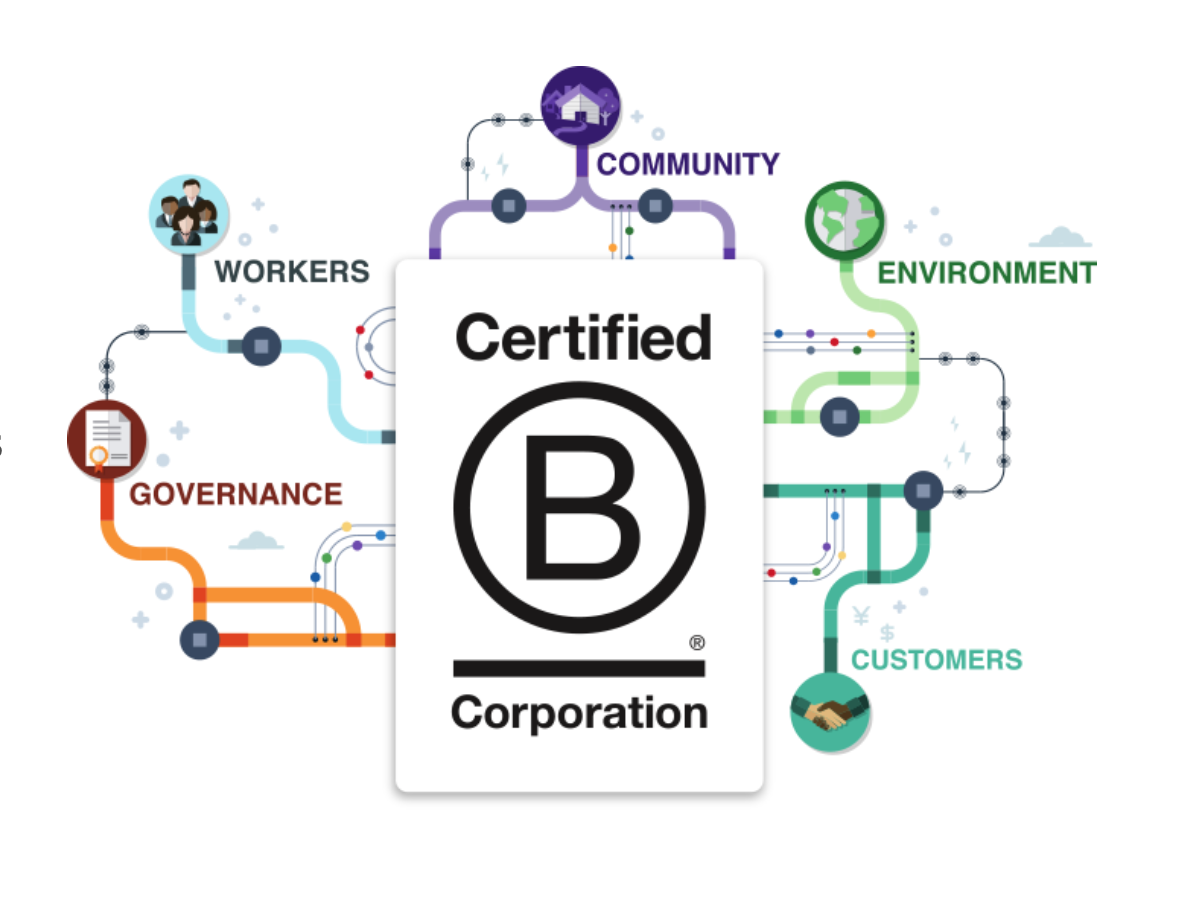 COMMUNITY
WORKERS
ENVIRONMENT
GOVERNANCE
CUSTOMERS
Certified
B
®
Corporation
¥
$